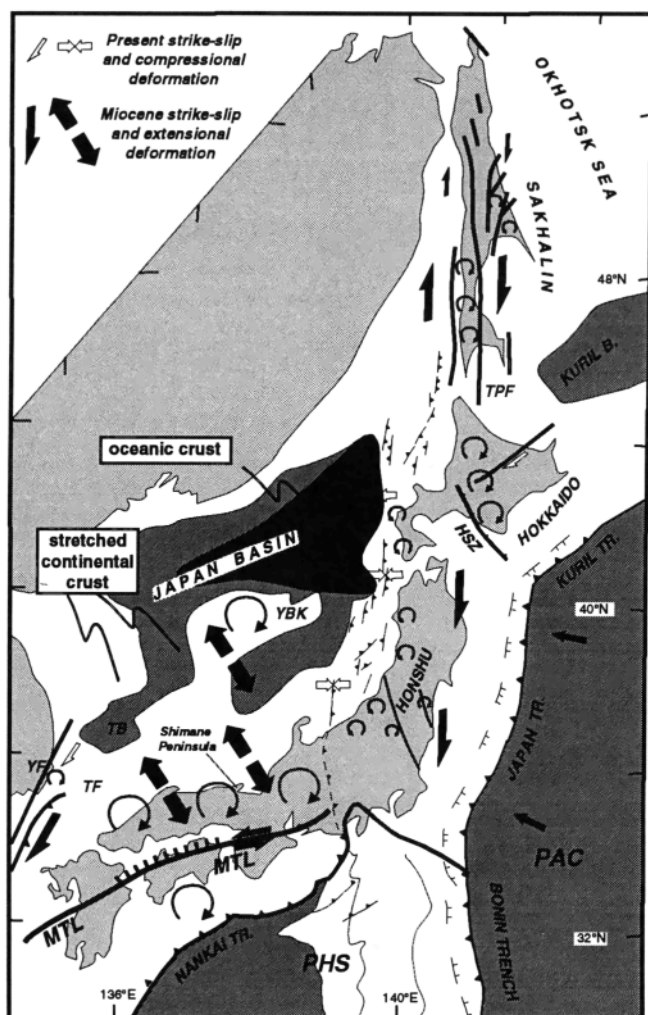 Present strike-slip
and compressional
deformation
Miocene strike-slip
and extensional
deformation
OKHOTSK SEA
SAKHALIN
48°N
KURIL B.
TPF
oceanic crust
stretched
continental
crust
JAPAN BASIN
HSZ
HOKKAIDO
KURIL TR.
40°N
YBK
HONSHU
TB
Shimane
Peninsula
JAPAN TR.
YF
TF
PAC
MTL
MTL
NANKAI TR.
PHS
BONIN TRENCH
32°N
136°E
140°E